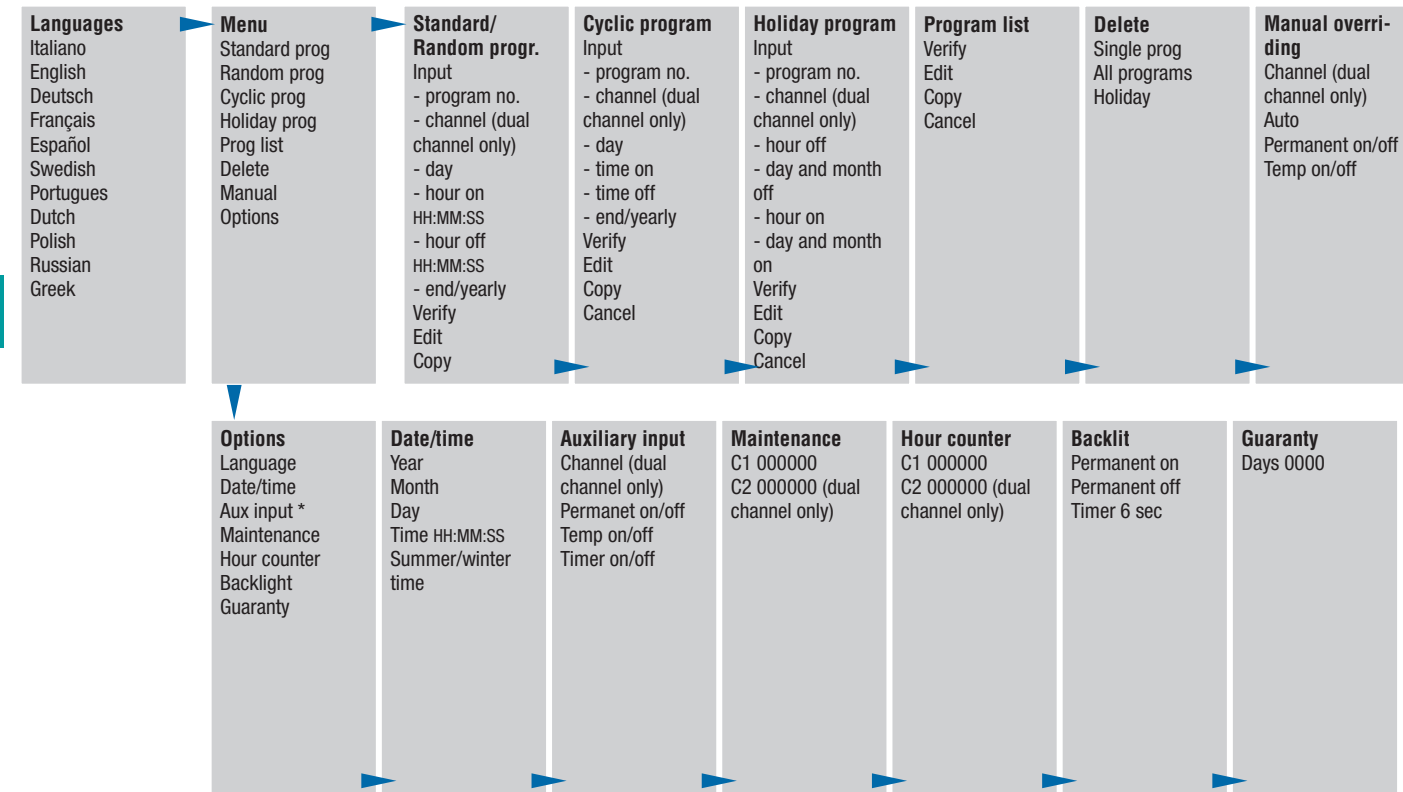 Languages
Italiano
English
Deutsch
Français
Español
Swedish
Portugues
Dutch
Polish
Russian
Greek
Menu
Standard prog
Random prog
Cyclic prog
Holiday prog
Prog list
Delete
Manual
Options
Standard/
Random progr.
Input
- program no.
- channel (dual
channel only)
- day
- hour on
HH:MM:SS
- hour off
HH:MM:SS
- end/yearly
Verify
Edit
Copy
Cyclic program
Input
- program no.
- channel (dual
channel only)
- day
- time on
- time off
- end/yearly
Verify
Edit
Copy
Cancel
Holiday program
Input
- program no.
- channel (dual
channel only)
- hour off
- day and month
off
- hour on
- day and month
on
Verify
Edit
Copy
Cancel
Program list
Verify
Edit
Copy
Cancel
Delete
Single prog
All programs
Holiday
Manual overri-
ding
Channel (dual
channel only)
Auto
Permanent on/off
Temp on/off
Options
Language
Date/time
Aux input *
Maintenance
Hour counter
Backlight
Guaranty
Date/time
Year
Month
Day
Time HH:MM:SS
Summer/winter
time
Auxiliary input
Channel (dual
channel only)
Permanet on/off
Temp on/off
Timer on/off
Maintenance
C1 000000
C2 000000 (dual
channel only)
Hour counter
C1 000000
C2 000000 (dual
channel only)
Backlit
Permanent on
Permanent off
Timer 6 sec
Guaranty
Days 0000